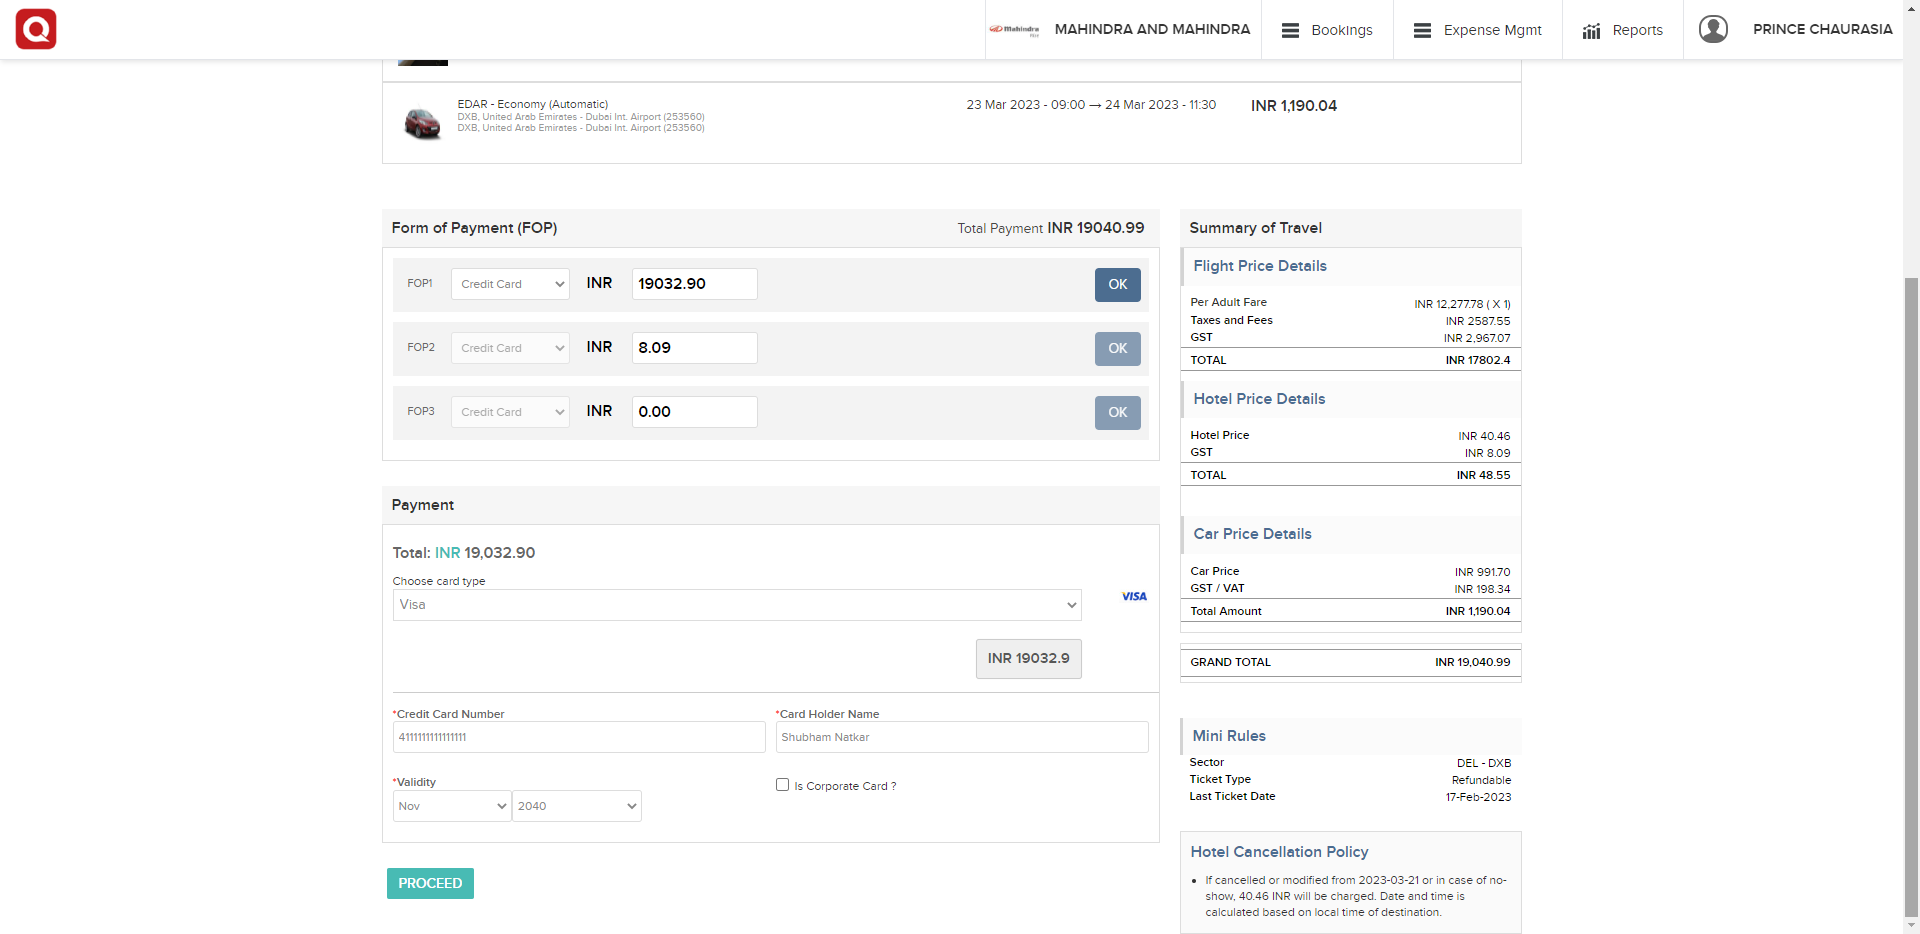 Mahindra
MAHINDRA AND MAHINDRA
Bookings
Expense Mgmt
Reports
PRINCE CHAURASIA
EDAR - Economy (Automatic)
DXB, United Arab Emirates - Dubai Int. Airport (253560)
DXB, United Arab Emirates - Dubai Int. Airport (253560)
23 Mar 2023 - 09:00 → 24 Mar 2023 - 11:30
INR 1,190.04
Form of Payment (FOP)
Total Payment INR 19040.99
FOP1 Credit Card INR 19032.90 OK
FOP2 Credit Card INR 8.09 OK
FOP3 Credit Card INR 0.00 OK
Payment
Total: INR 19,032.90
Choose card type
Visa
VISA
INR 19032.9
*Credit Card Number
4111111111111111
*Card Holder Name
Shubham Natkar
*Validity
Nov 2040
Is Corporate Card ?
PROCEED
Summary of Travel
Flight Price Details
Per Adult Fare INR 12,277.78 ( X 1)
Taxes and Fees INR 2587.55
GST INR 2,967.07
TOTAL INR 17802.4
Hotel Price Details
Hotel Price INR 40.46
GST INR 8.09
TOTAL INR 48.55
Car Price Details
Car Price INR 991.70
GST / VAT INR 198.34
Total Amount INR 1,190.04
GRAND TOTAL INR 19,040.99
Mini Rules
Sector DEL - DXB
Ticket Type Refundable
Last Ticket Date 17-Feb-2023
Hotel Cancellation Policy
• If cancelled or modified from 2023-03-21 or in case of no-
show, 40.46 INR will be charged. Date and time is
calculated based on local time of destination.